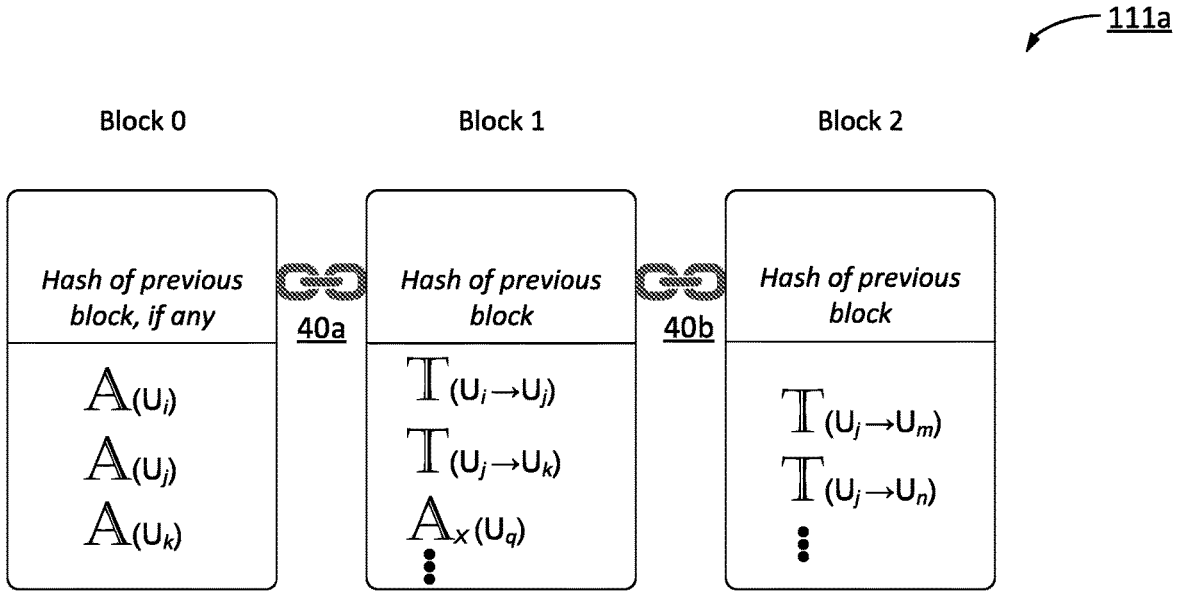 111a
Block 0
Block 1
Block 2
Hash of previous
block, if any
𝔸(Ui)
𝔸(Uj)
𝔸(Uk)
40a
Hash of previous
block
𝕋(Ui→Uj)
𝕋(Uj→Uk)
𝔸x(Uq)
⋮
40b
Hash of previous
block
𝕋(Uj→Um)
𝕋(Uj→Un)
⋮